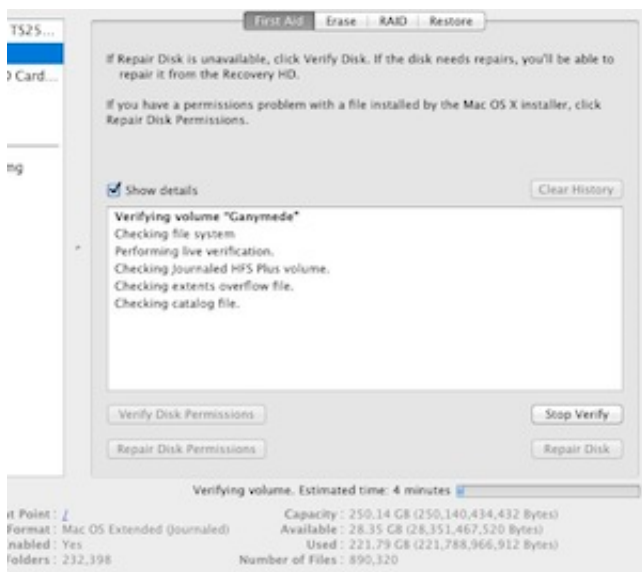 T525...
D Card...
mg
First Aid Erase RAID Restore
If Repair Disk is unavailable, click Verify Disk. If the disk needs repairs, you'll be able to
repair it from the Recovery HD.
If you have a permissions problem with a file installed by the Mac OS X installer, click
Repair Disk Permissions.
Show details
Clear History
Verifying volume "Ganymede"
Checking file system
Performing live verification.
Checking Journaled HFS Plus volume.
Checking extents overflow file.
Checking catalog file.
Verify Disk Permissions
Stop Verify
Repair Disk Permissions
Repair Disk
Verifying volume. Estimated time: 4 minutes
nt Point : /
Capacity : 250.14 GB (250,140,434,432 Bytes)
Format : Mac OS Extended (Journaled)
Available : 28.35 GB (28,351,467,520 Bytes)
nabled : Yes
Used : 221.79 GB (221,788,966,912 Bytes)
Folders : 232,398
Number of Files : 890,320